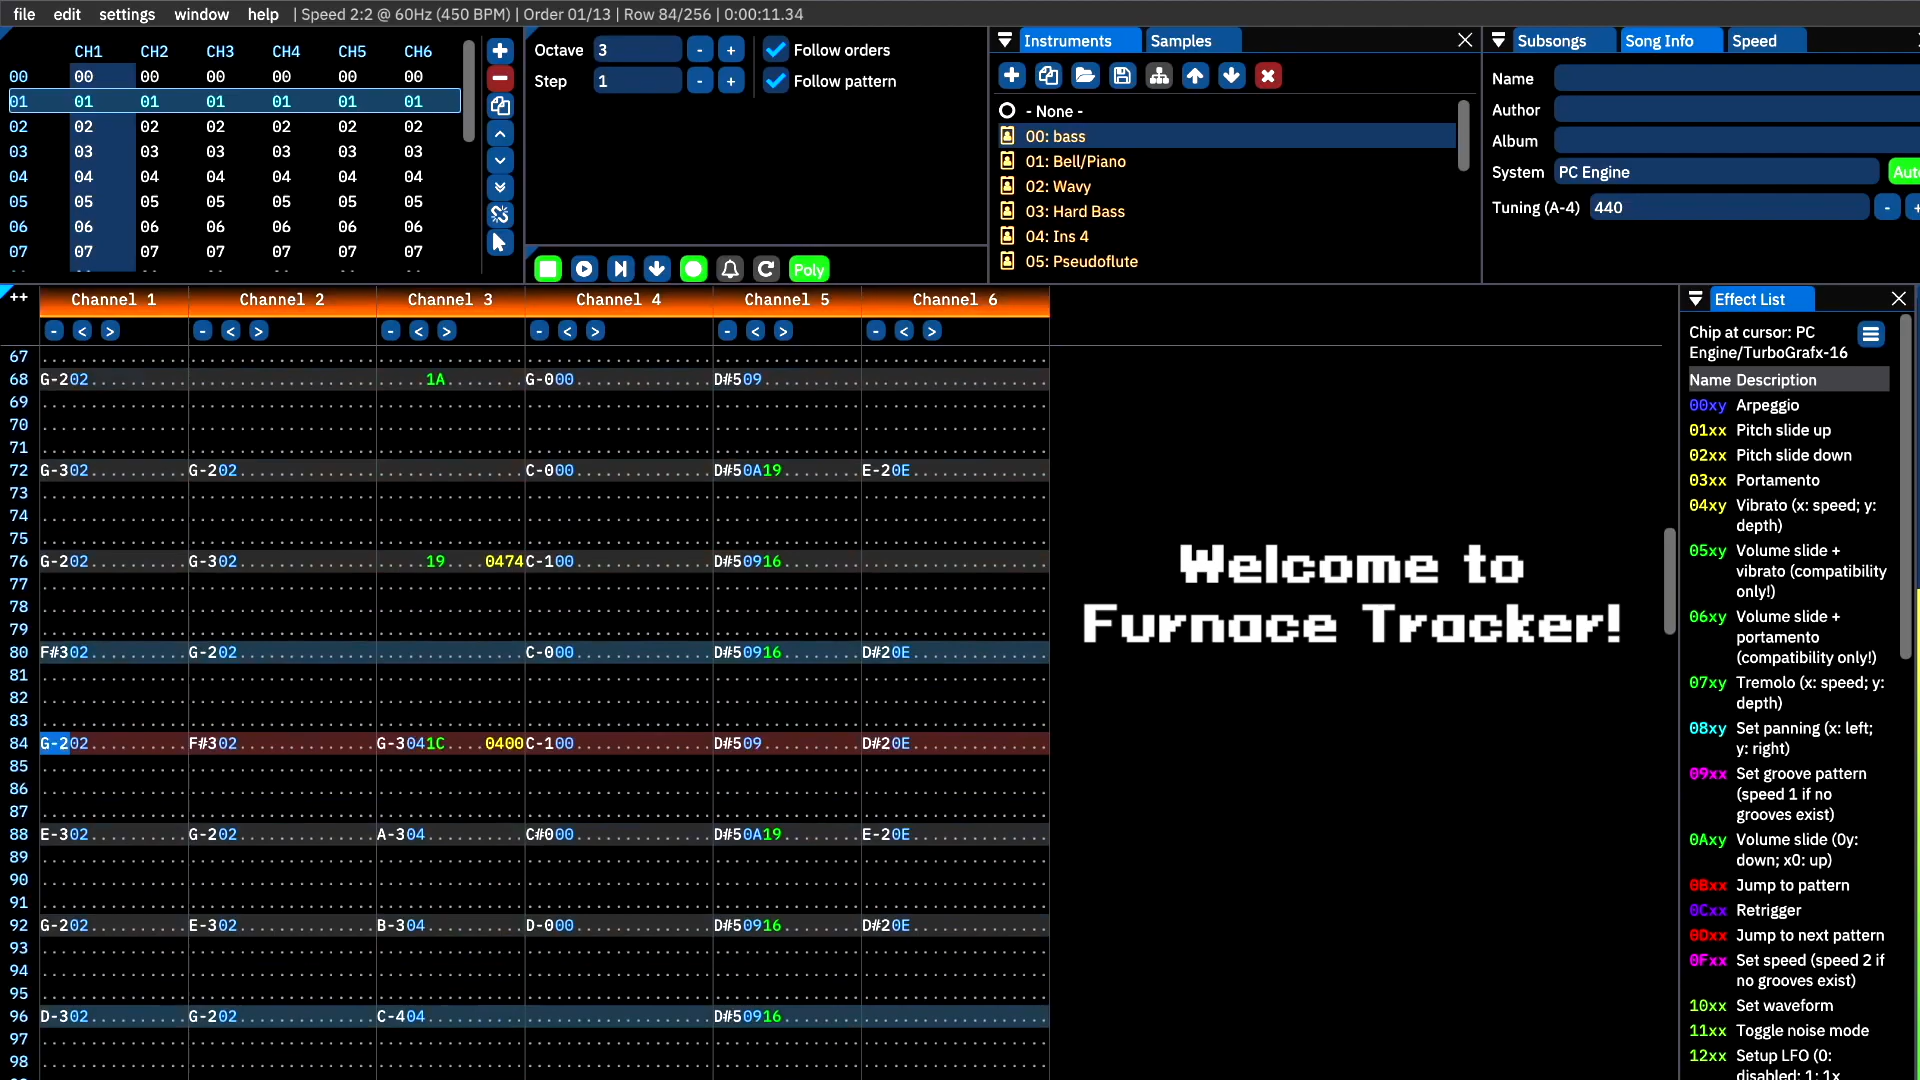 file edit settings window help | Speed 2:2 @ 60Hz (450 BPM) | Order 01/13 | Row 84/256 | 0:00:11.34
CH1 CH2 CH3 CH4 CH5 CH6
00 00 00 00 00 00 00
01 01 01 01 01 01 01
02 02 02 02 02 02 02
03 03 03 03 03 03 03
04 04 04 04 04 04 04
05 05 05 05 05 05 05
06 06 06 06 06 06 06
07 07 07 07 07 07 07
Octave 3 - + Follow orders
Step 1 - + Follow pattern
Poly
Instruments Samples
- None -
00: bass
01: Bell/Piano
02: Wavy
03: Hard Bass
04: Ins 4
05: Pseudoflute
Subsongs Song Info Speed
Name
Author
Album
System PC Engine Auto
Tuning (A-4) 440 - +
++ Channel 1 Channel 2 Channel 3 Channel 4 Channel 5 Channel 6
- < > - < > - < > - < > - < > - < >
67
68 G-202 1A G-000 D#509
69
70
71
72 G-302 G-202 C-000 D#50A19 E-20E
73
74
75
76 G-202 G-302 19 0474 C-100 D#50916
77
78
79
80 F#302 G-202 C-000 D#50916 D#20E
81
82
83
84 G-202 F#302 G-3041C 0400 C-100 D#509 D#20E
85
86
87
88 E-302 G-202 A-304 C#000 D#50A19 E-20E
89
90
91
92 G-202 E-302 B-304 D-000 D#50916 D#20E
93
94
95
96 D-302 G-202 C-404 D#50916
97
98
Welcome to
Furnace Tracker!
Effect List
Chip at cursor: PC
Engine/TurboGrafx-16
Name Description
00xy Arpeggio
01xx Pitch slide up
02xx Pitch slide down
03xx Portamento
04xy Vibrato (x: speed; y:
depth)
05xy Volume slide +
vibrato (compatibility
only!)
06xy Volume slide +
portamento
(compatibility only!)
07xy Tremolo (x: speed; y:
depth)
08xy Set panning (x: left;
y: right)
09xx Set groove pattern
(speed 1 if no
grooves exist)
0Axy Volume slide (0y:
down; x0: up)
0Bxx Jump to pattern
0Cxx Retrigger
0Dxx Jump to next pattern
0Fxx Set speed (speed 2 if
no grooves exist)
10xx Set waveform
11xx Toggle noise mode
12xx Setup LFO (0:
disabled; 1: 1x